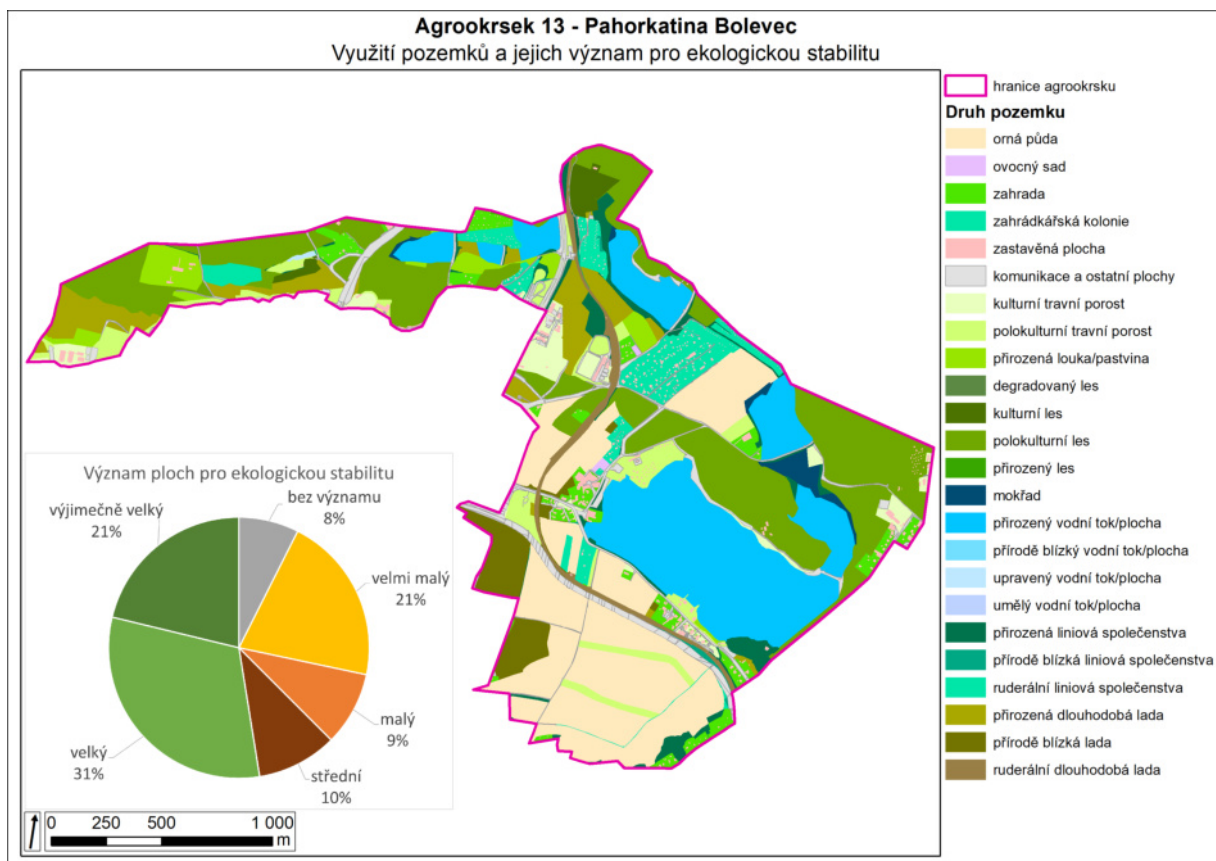 Agrookrsek 13 - Pahorkatina Bolevec
Využití pozemků a jejich význam pro ekologickou stabilitu
hranice agrookrsku
Druh pozemku
orná půda
ovocný sad
zahrada
zahrádkářská kolonie
zastavěná plocha
komunikace a ostatní plochy
kulturní travní porost
polokulturní travní porost
přirozená louka/pastvina
degradovaný les
kulturní les
polokulturní les
přirozený les
mokřad
přirozený vodní tok/plocha
přírodě blízký vodní tok/plocha
upravený vodní tok/plocha
umělý vodní tok/plocha
přirozená liniová společenstva
přírodě blízká liniová společenstva
ruderální liniová společenstva
přirozená dlouhodobá lada
přírodě blízká lada
ruderální dlouhodobá lada
Význam ploch pro ekologickou stabilitu
bez významu
8%
velmi malý
21%
malý
9%
střední
10%
velký
31%
výjimečně velký
21%
0 250 500 1 000
m